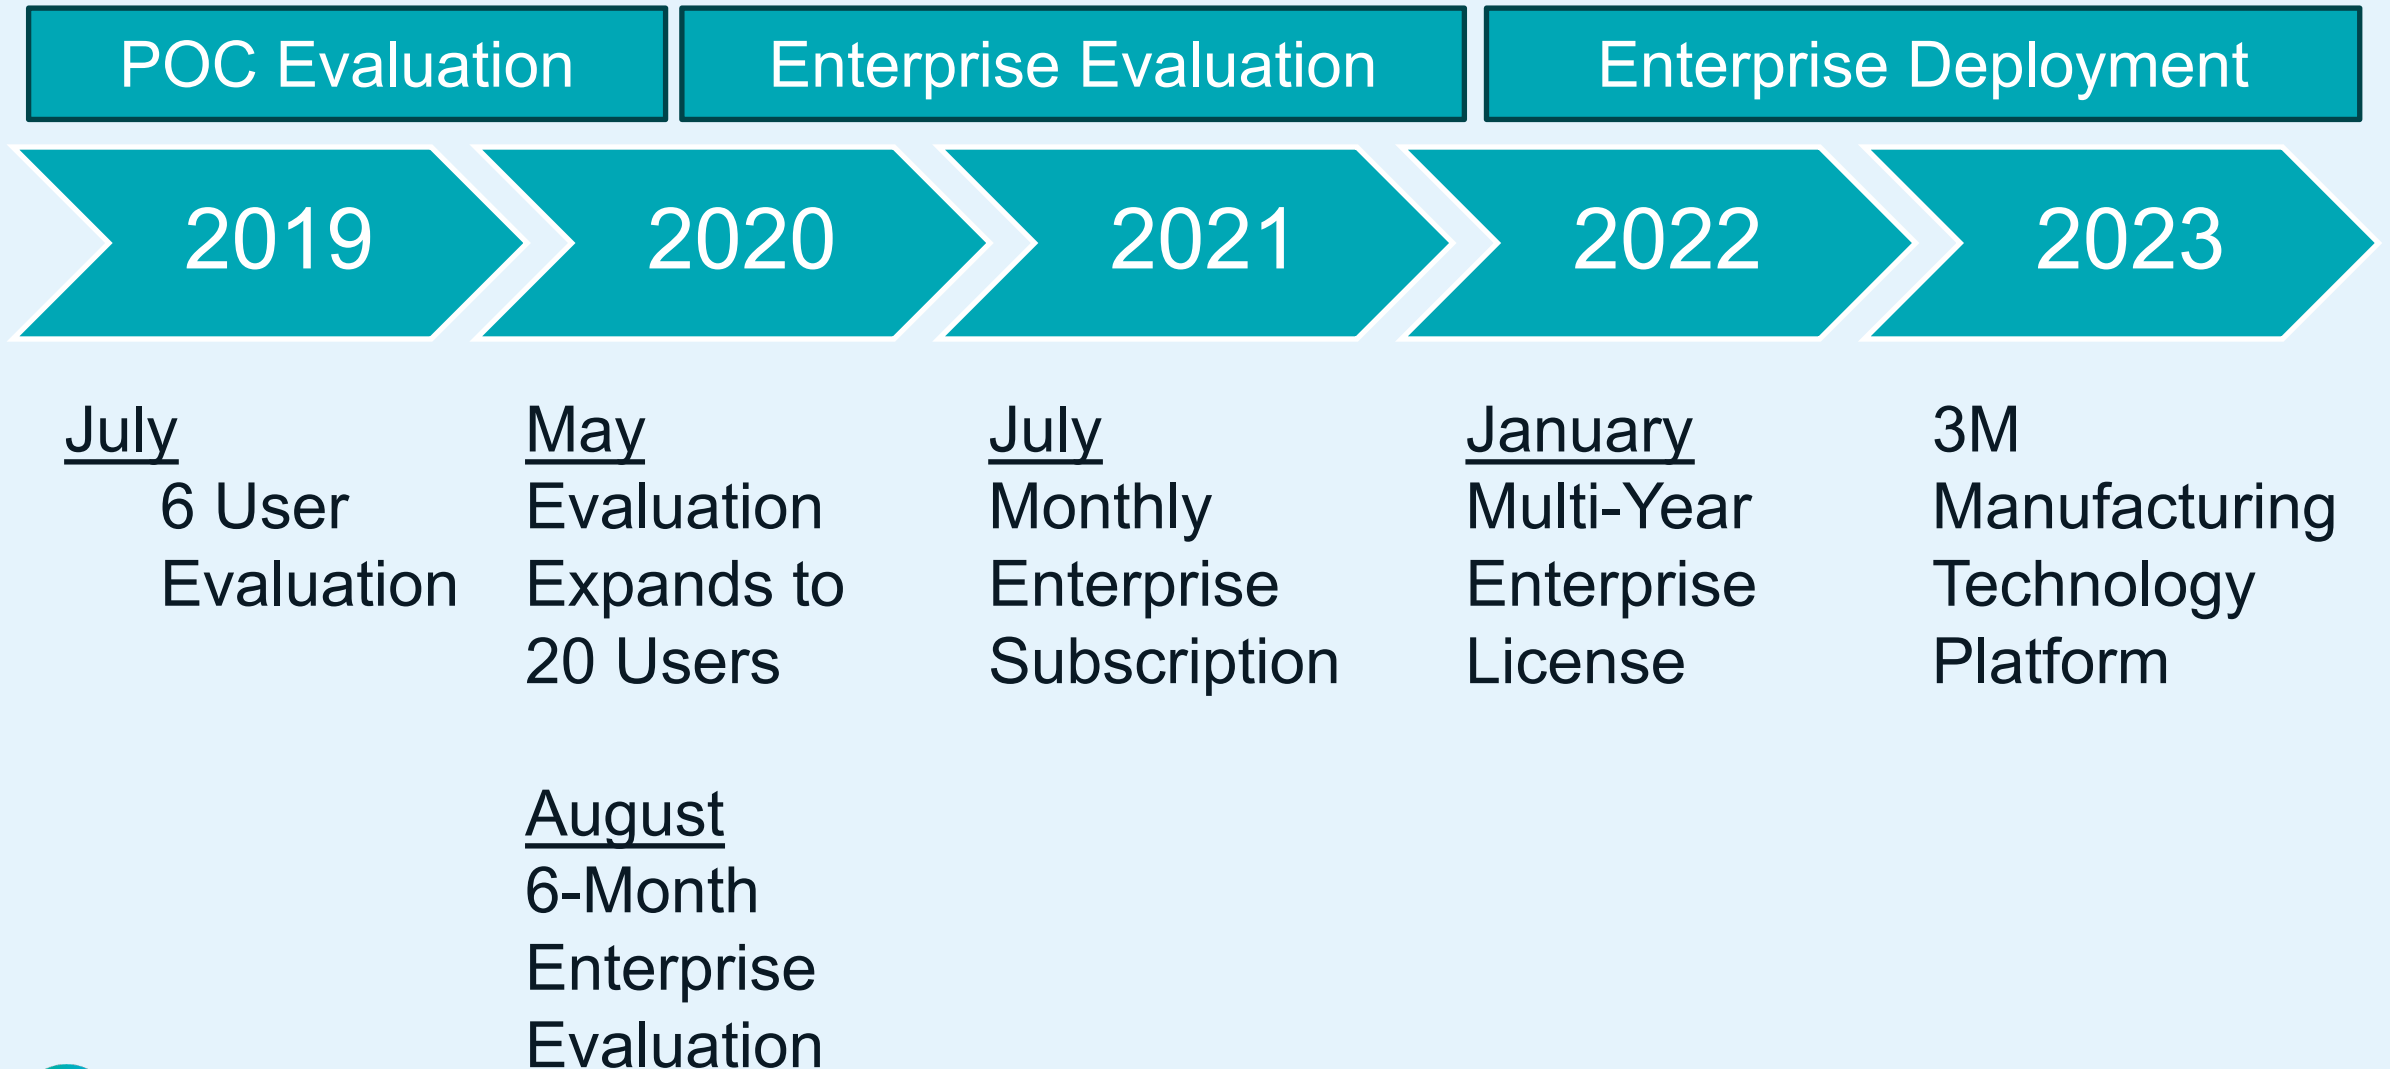 POC Evaluation
Enterprise Evaluation
Enterprise Deployment
2019
2020
2021
2022
2023
July
6 User
Evaluation
May
Evaluation
Expands to
20 Users
August
6-Month
Enterprise
Evaluation
July
Monthly
Enterprise
Subscription
January
Multi-Year
Enterprise
License
3M
Manufacturing
Technology
Platform